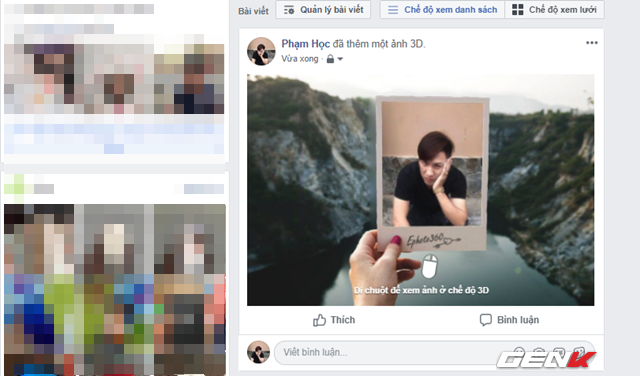 Bài viết
Quản lý bài viết
Chế độ xem danh sách
Chế độ xem lưới
Phạm Học đã thêm một ảnh 3D.
Vừa xong ·
Ephoto360
Di chuột để xem ảnh ở chế độ 3D
Thích
Bình luận
Viết bình luận...
GENK